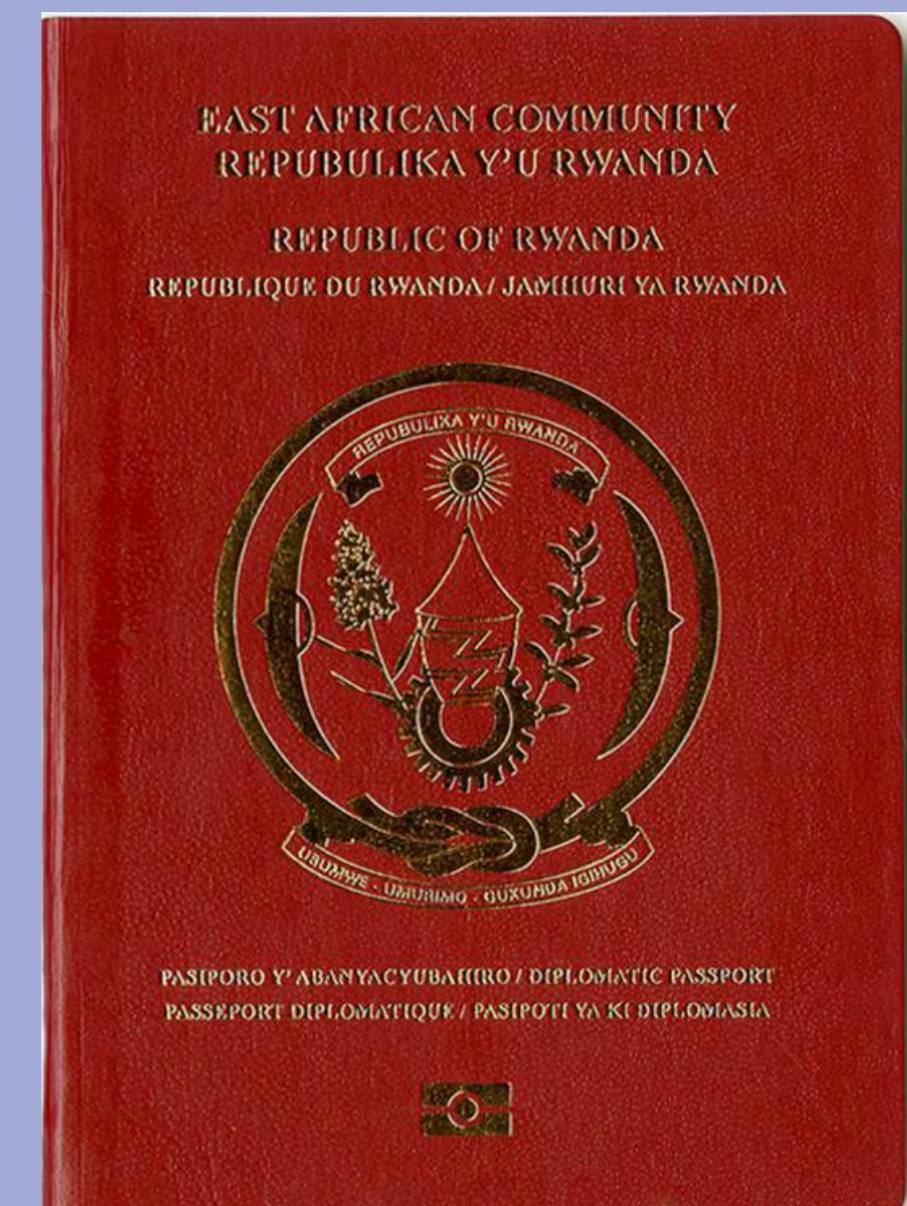 EAST AFRICAN COMMUNITY
REPUBULIKA Y'U RWANDA
REPUBLIC OF RWANDA
REPUBLIQUE DU RWANDA / JAMHURI YA RWANDA
REPUBULIKA Y'U RWANDA
UBUMWE - UMURIMO - GUKUNDA IGIHUGU
PASIPORO Y' ABANYACYUBAHIRO / DIPLOMATIC PASSPORT
PASSEPORT DIPLOMATIQUE / PASIPOTI YA KI DIPLOMASIA